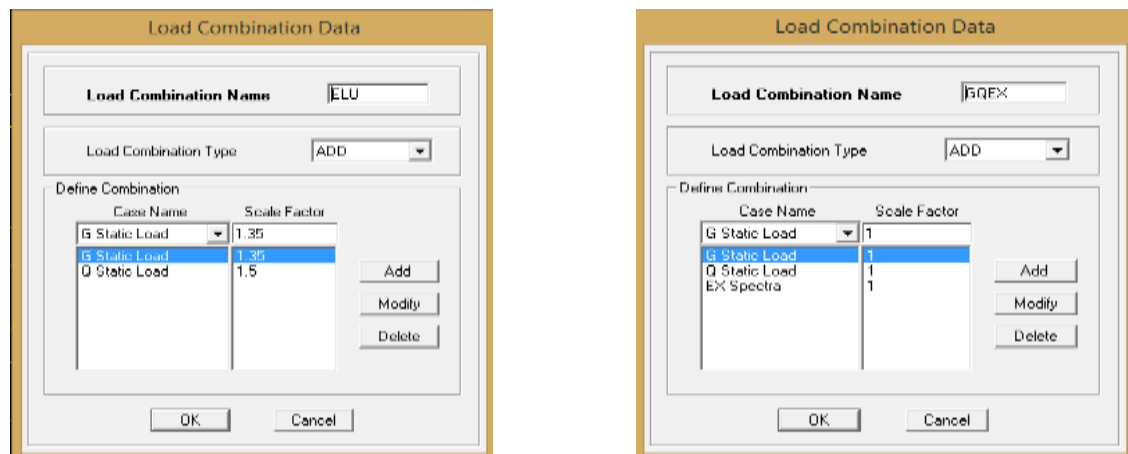 Load Combination Data
Load Combination Name ELU
Load Combination Type ADD
Define Combination
Case Name Scale Factor
G Static Load 1.35
G Static Load 1.35
Q Static Load 1.5
Add
Modify
Delete
OK Cancel
Load Combination Data
Load Combination Name GQEX
Load Combination Type ADD
Define Combination
Case Name Scale Factor
G Static Load 1
G Static Load 1
Q Static Load 1
EX Spectra 1
Add
Modify
Delete
OK Cancel